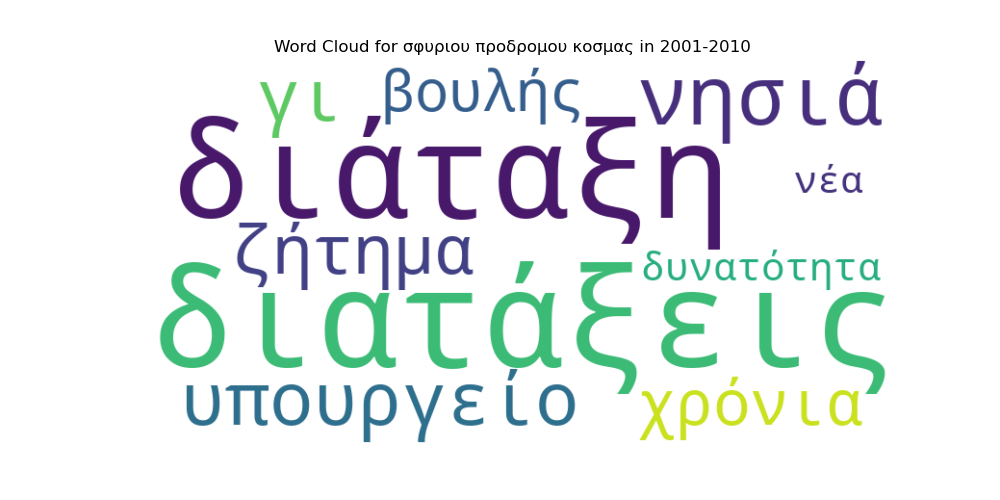 Word Cloud for σφυριου προδρομου κοσμας in 2001-2010
γι βουλής νησιά
διάταξη νέα
ζήτημα δυνατότητα
διατάξεις
υπουργείο χρόνια